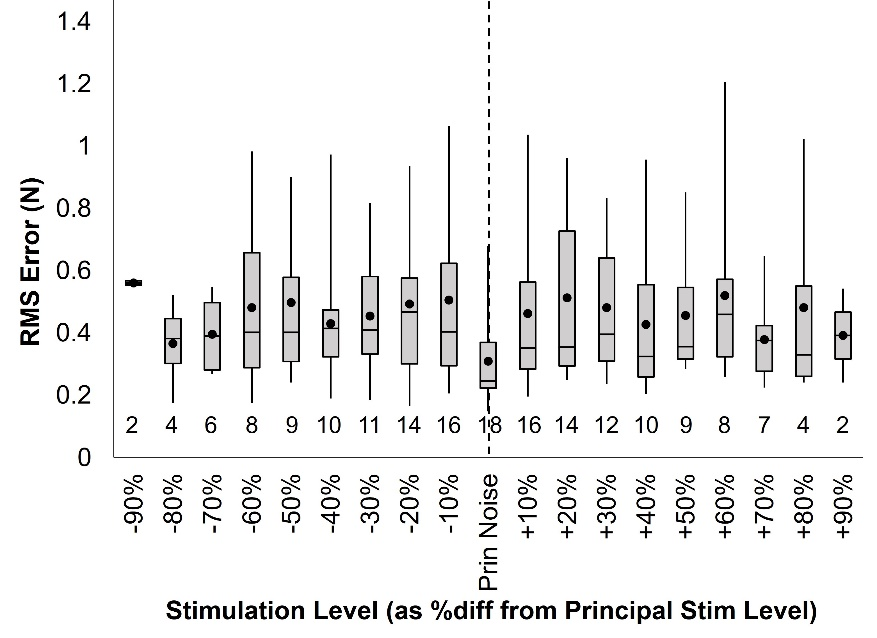 1.4
1.2
1
0.8
0.6
0.4
0.2
0
RMS Error (N)
2 4 6 8 9 10 11 14 16 18 16 14 12 10 9 8 7 4 2
-90% -80% -70% -60% -50% -40% -30% -20% -10% Prin Noise +10% +20% +30% +40% +50% +60% +70% +80% +90%
Stimulation Level (as %diff from Principal Stim Level)